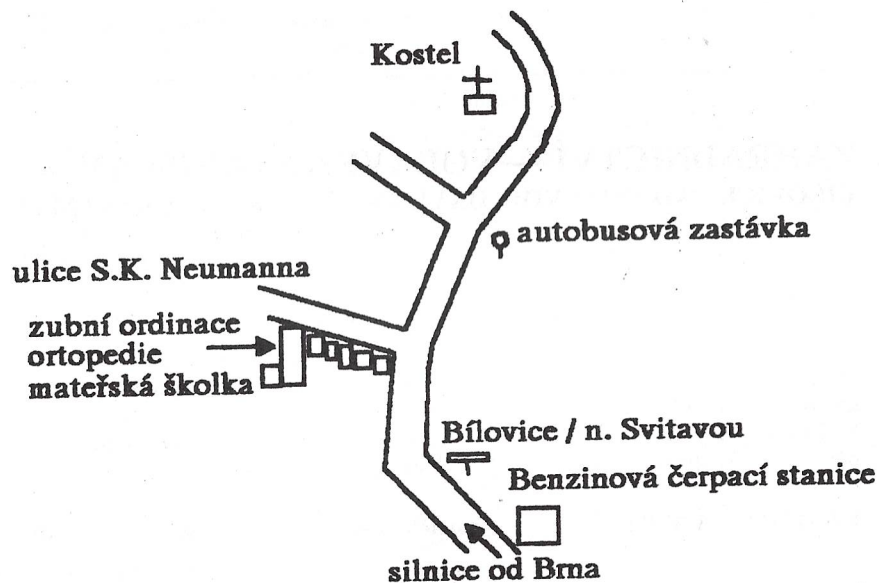 Kostel
autobusová zastávka
ulice S.K. Neumanna
zubní ordinace
ortopedie
mateřská školka
Bílovice / n. Svitavou
Benzinová čerpací stanice
silnice od Brna